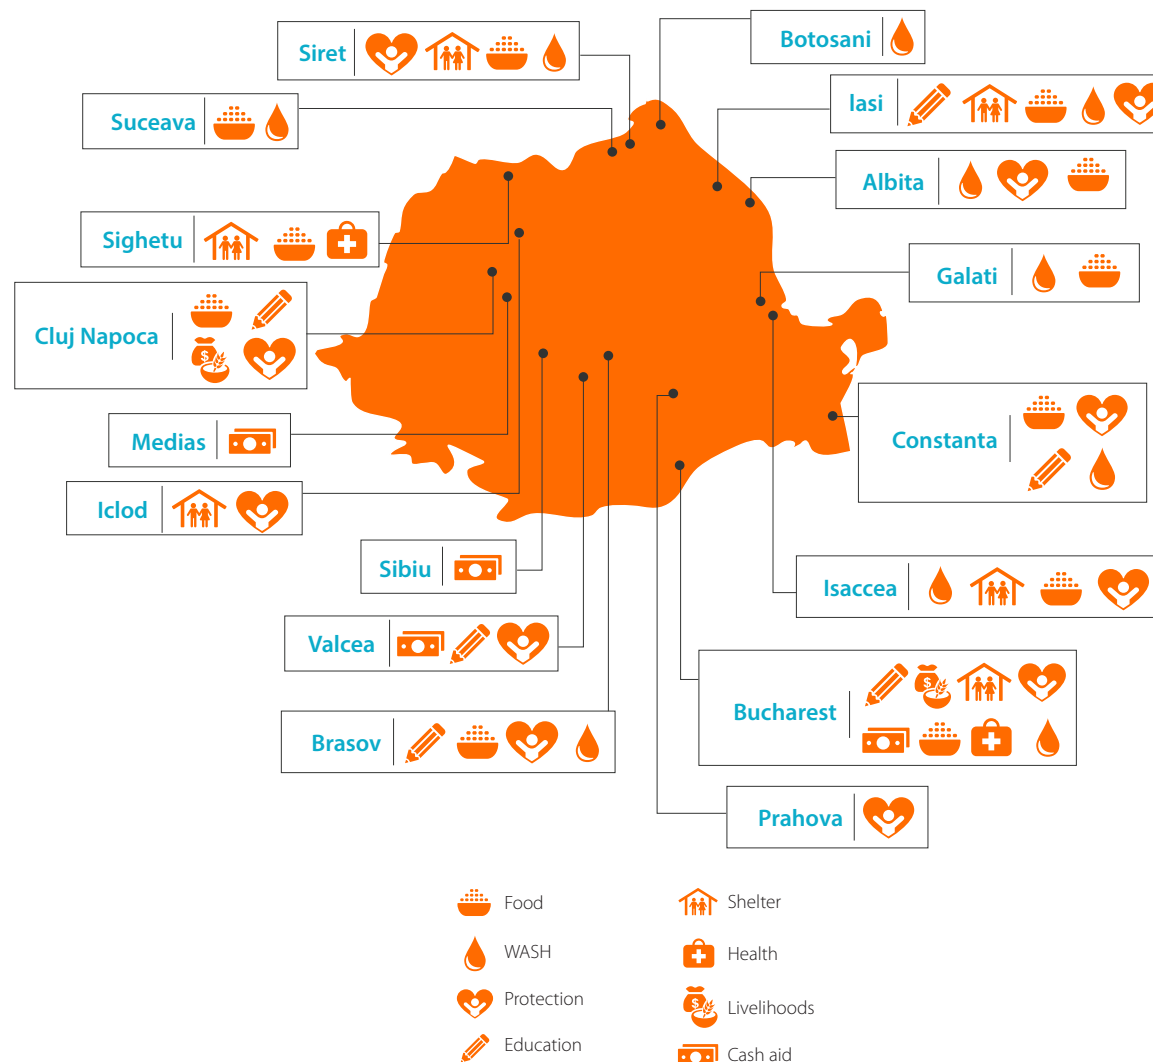 Siret
Botosani
Iasi
Suceava
Albita
Sighetu
Galati
Cluj Napoca
Constanta
Medias
Iclod
Sibiu
Isaccea
Valcea
Bucharest
Brasov
Prahova
Food
Shelter
WASH
Health
Protection
Livelihoods
Education
Cash aid